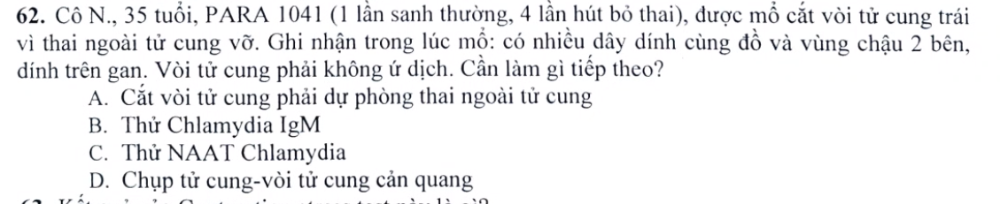 62. Cô N., 35 tuổi, PARA 1041 (1 lần sanh thường, 4 lần hút bỏ thai), được mổ cắt vòi tử cung trái
vì thai ngoài tử cung vỡ. Ghi nhận trong lúc mổ: có nhiều dây dính cùng đồ và vùng chậu 2 bên,
dính trên gan. Vòi tử cung phải không ứ dịch. Cần làm gì tiếp theo?
A. Cắt vòi tử cung phải dự phòng thai ngoài tử cung
B. Thử Chlamydia IgM
C. Thử NAAT Chlamydia
D. Chụp tử cung-vòi tử cung cản quang